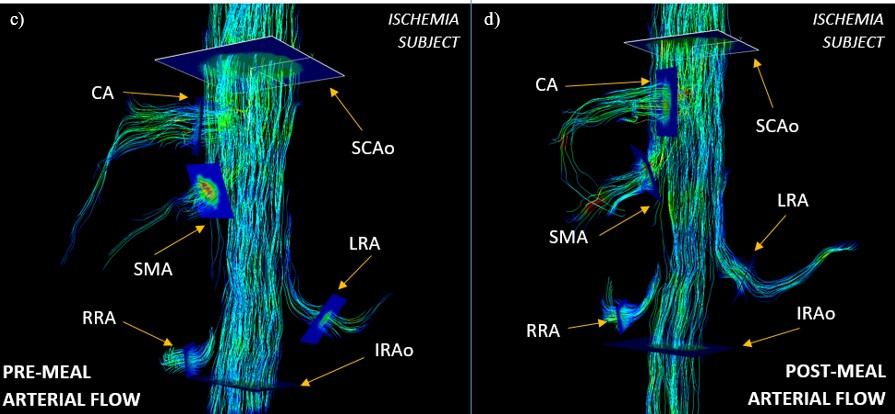 c)
ISCHEMIA
SUBJECT
CA
SCAo
SMA
LRA
RRA
IRAo
PRE-MEAL
ARTERIAL FLOW
d)
ISCHEMIA
SUBJECT
CA
SCAo
SMA
LRA
RRA
IRAo
POST-MEAL
ARTERIAL FLOW